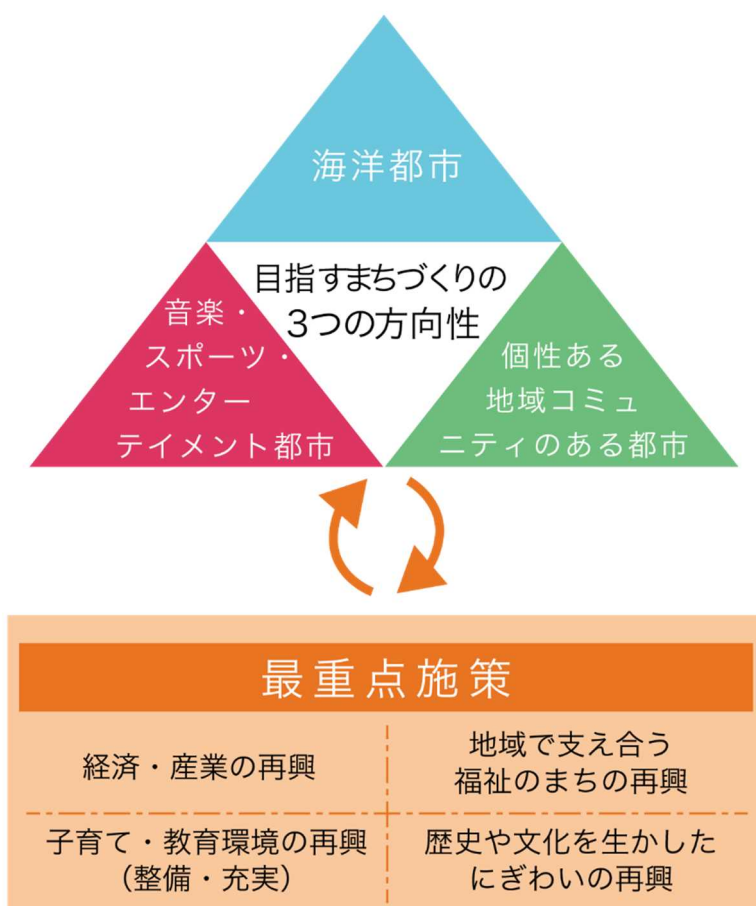 海洋都市
目指すまちづくりの
3つの方向性
音楽・
スポーツ・
エンター
テイメント都市
個性ある
地域コミュ
ニティのある都市
最重点施策
経済・産業の再興
地域で支え合う
福祉のまちの再興
子育て・教育環境の再興
（整備・充実）
歴史や文化を生かした
にぎわいの再興